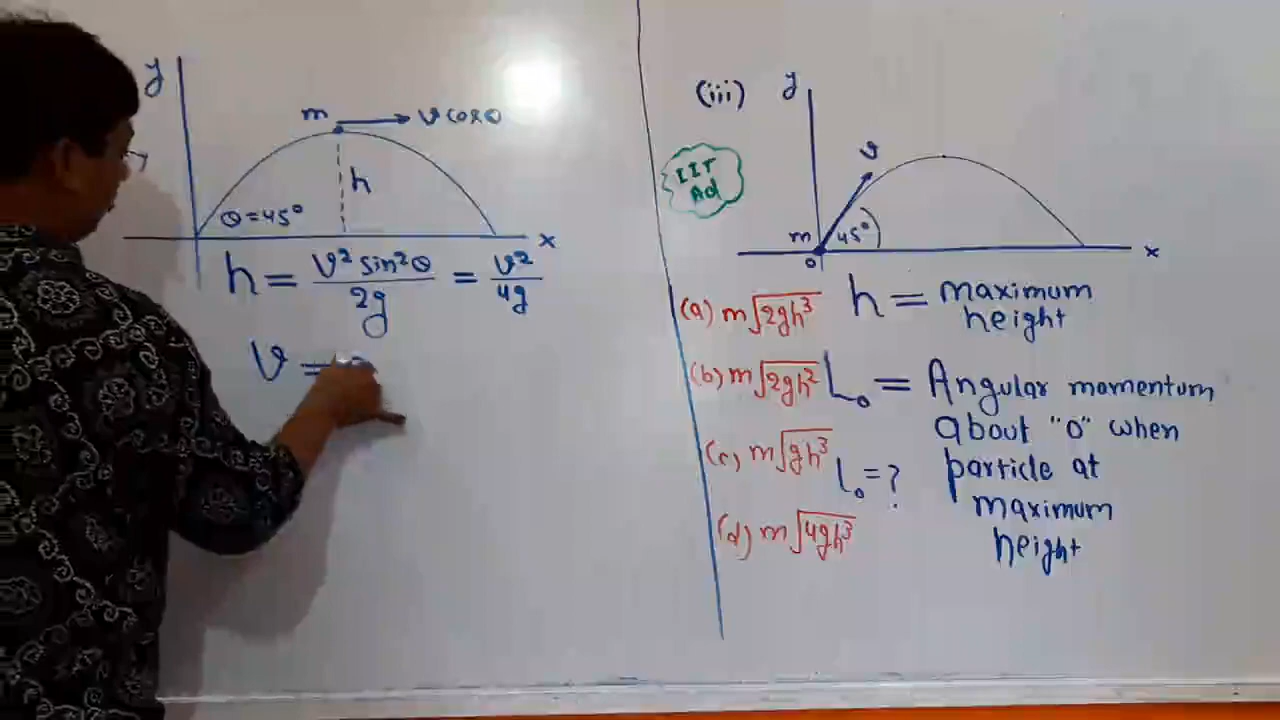 y
m
v cos θ
h
θ = 45°
x
h = v² sin²θ / 2g = v² / 4g
v =
(iii)
y
IIT
Ad
v
m
45°
o
x
(a) m√2gh³
h = maximum
height
(b) m√2gh²
L₀ = Angular momentum
about "O" when
particle at
maximum
height
(c) m√gh³
L₀ = ?
(d) m√4gh³